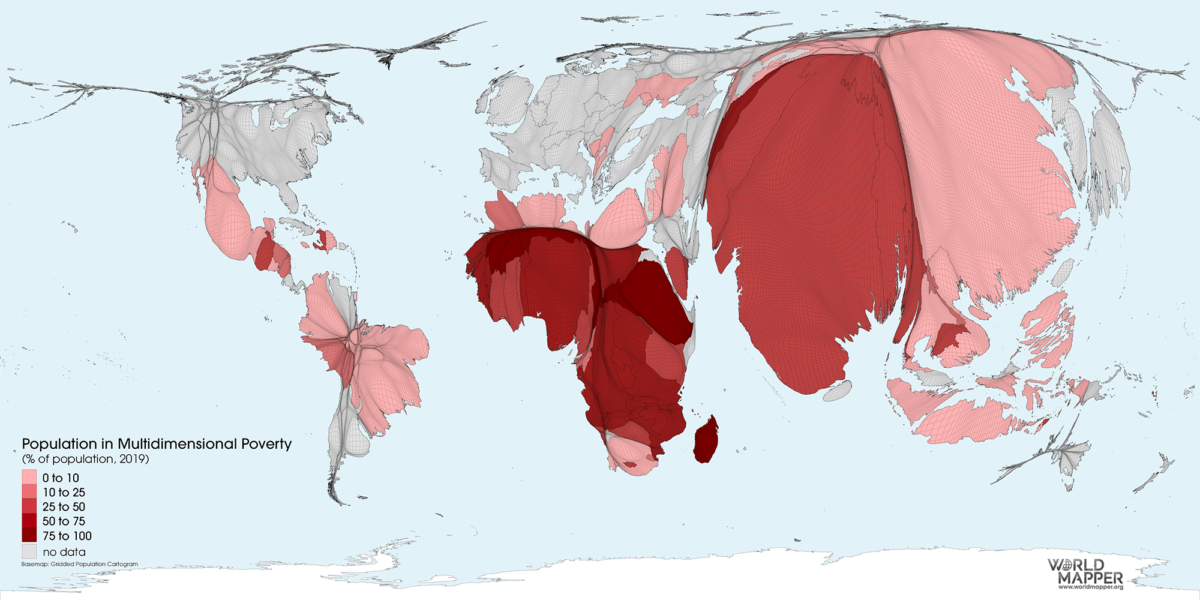 Population in Multidimensional Poverty
(% of population, 2019)
0 to 10
10 to 25
25 to 50
50 to 75
75 to 100
no data
Basemap: Gridded Population Cartogram
WORLD
MAPPER
www.worldmapper.org